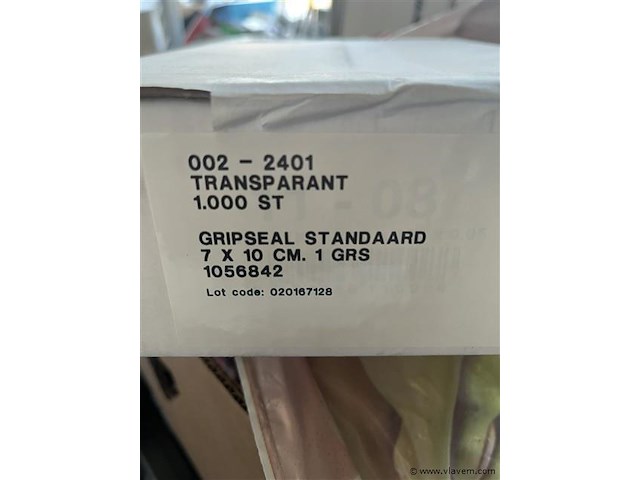 002 - 2401
TRANSPARANT
1.000 ST
GRIPSEAL STANDAARD
7 X 10 CM. 1 GRS
1056842
Lot code: 020167128
© www.vlavem.com